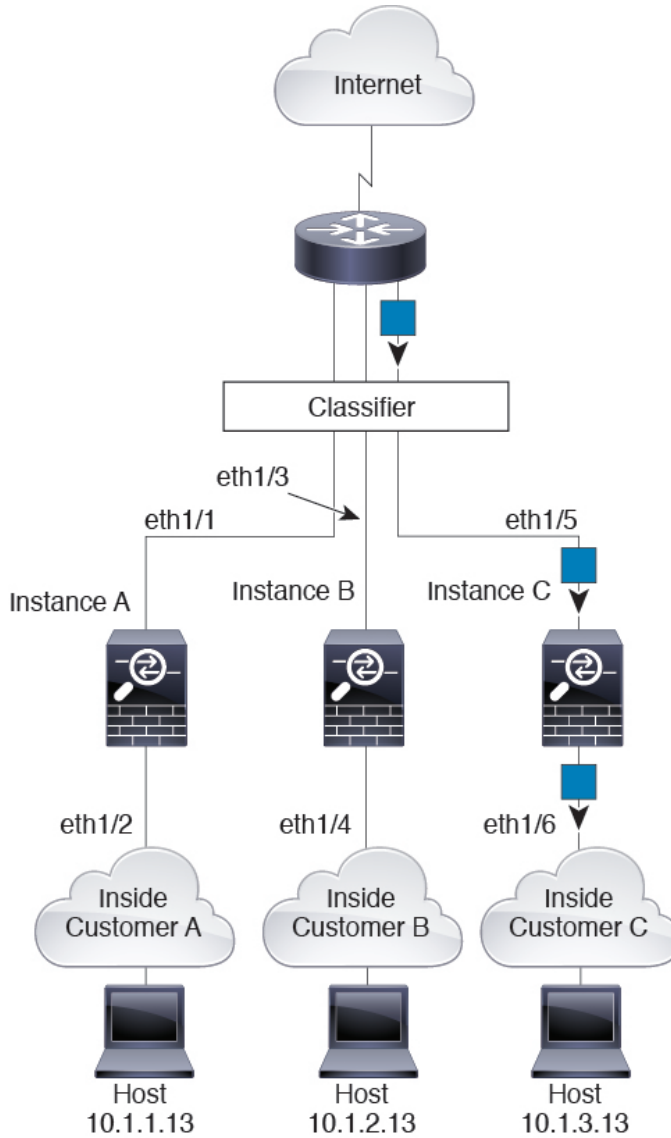 Internet
Classifier
eth1/3
eth1/1
eth1/5
Instance A
Instance B
Instance C
eth1/2
eth1/4
eth1/6
Inside
Customer A
Inside
Customer B
Inside
Customer C
Host
10.1.1.13
Host
10.1.2.13
Host
10.1.3.13